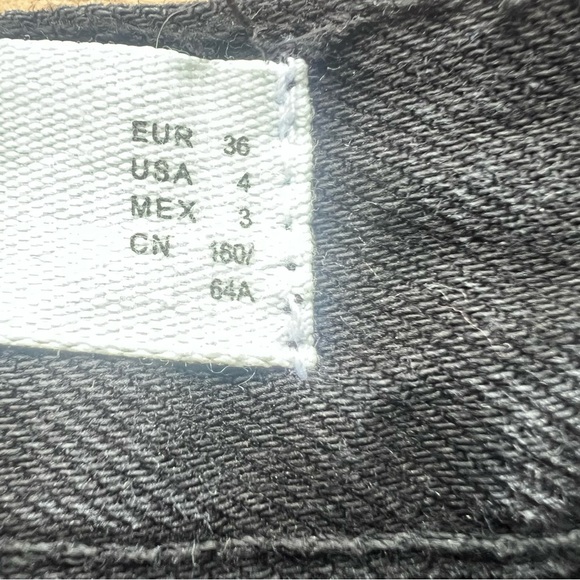 EUR 36
USA 4
MEX 3
CN 160/
64A